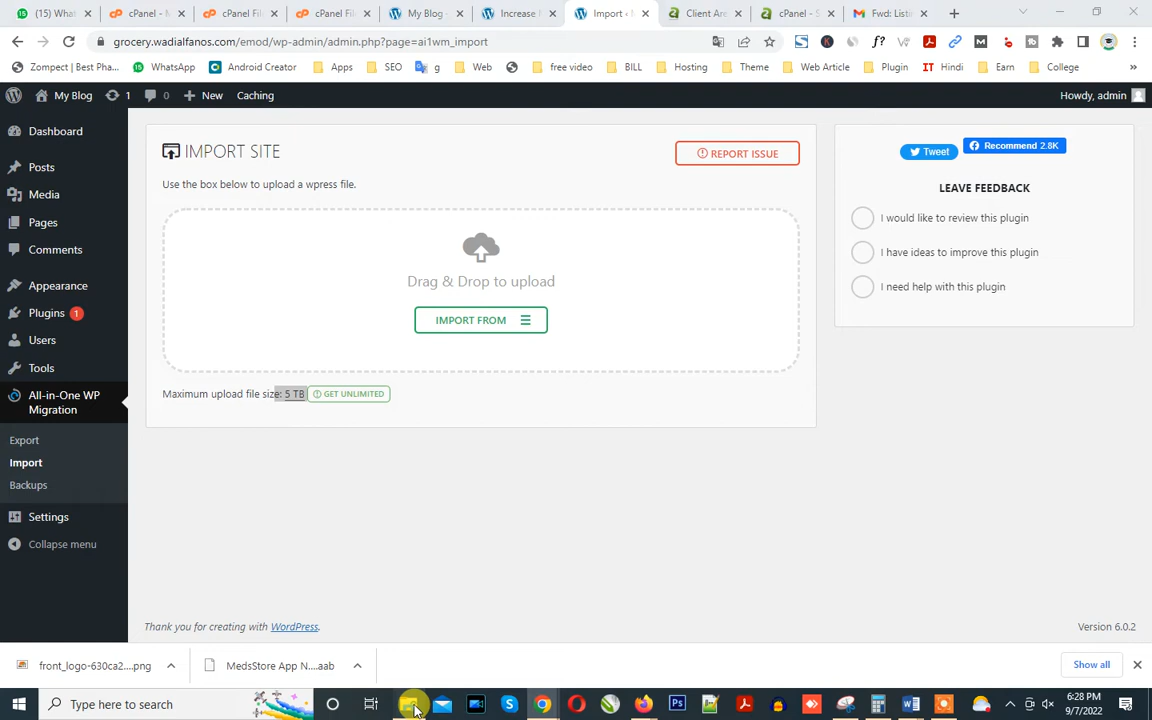 (15) What
cPanel - M
cPanel File
cPanel File
My Blog -
Increase M
Import ‹ M
Client Area
cPanel - S
Fwd: Listin
grocery.wadialfanos.com/emod/wp-admin/admin.php?page=ai1wm_import
Zompect | Best Pha...
WhatsApp
Android Creator
Apps
SEO
g
Web
free video
BILL
Hosting
Theme
Web Article
Plugin
IT Hindi
Earn
College
My Blog
1
0
New
Caching
Howdy, admin
Dashboard
Posts
Media
Pages
Comments
Appearance
Plugins 1
Users
Tools
All-in-One WP
Migration
Export
Import
Backups
Settings
Collapse menu
IMPORT SITE
REPORT ISSUE
Use the box below to upload a wpress file.
Drag & Drop to upload
IMPORT FROM
Maximum upload file size: 5 TB
GET UNLIMITED
Tweet
Recommend 2.8K
LEAVE FEEDBACK
I would like to review this plugin
I have ideas to improve this plugin
I need help with this plugin
Thank you for creating with WordPress.
Version 6.0.2
front_logo-630ca2....png
MedsStore App N....aab
Show all
Type here to search
6:28 PM
9/7/2022